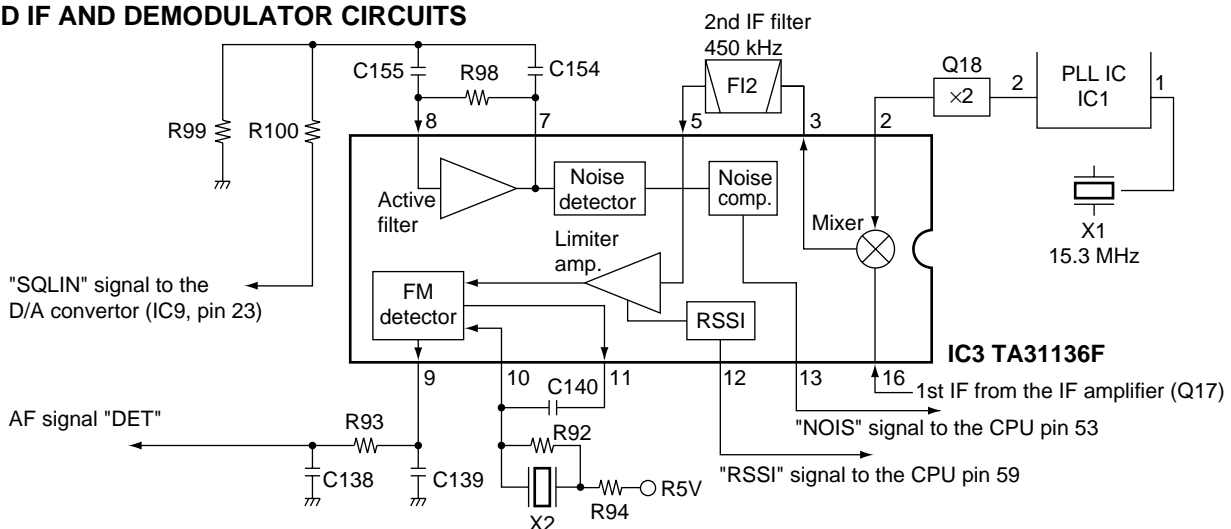 D IF AND DEMODULATOR CIRCUITS
2nd IF filter
450 kHz
FI2
Q18
×2
2
PLL IC
IC1
1
X1
15.3 MHz
C155
R98
C154
R99
R100
8
7
5
3
2
Active
filter
Noise
detector
Noise
comp.
Mixer
Limiter
amp.
FM
detector
RSSI
"SQLIN" signal to the
D/A convertor (IC9, pin 23)
IC3 TA31136F
9
10
11
12
13
16
1st IF from the IF amplifier (Q17)
"NOIS" signal to the CPU pin 53
"RSSI" signal to the CPU pin 59
AF signal "DET"
R93
C138
C139
C140
R92
X2
R94
R5V